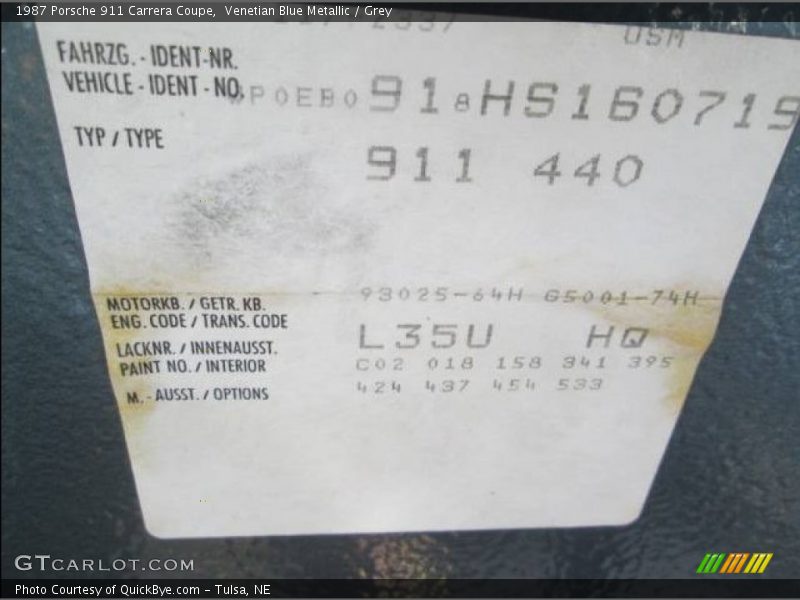 1987 Porsche 911 Carrera Coupe, Venetian Blue Metallic / Grey
USM
FAHRZG. - IDENT-NR.
VEHICLE - IDENT - NO. WP0EB0918HS160719
TYP / TYPE 911 440
MOTORKB. / GETR. KB. 93025-64H G5001-74H
ENG. CODE / TRANS. CODE
LACKNR. / INNENAUSST. L35U HQ
PAINT NO. / INTERIOR C02 018 158 341 395
M. - AUSST. / OPTIONS 424 437 454 533
GTCARLOT.COM
Photo Courtesy of QuickBye.com – Tulsa, NE